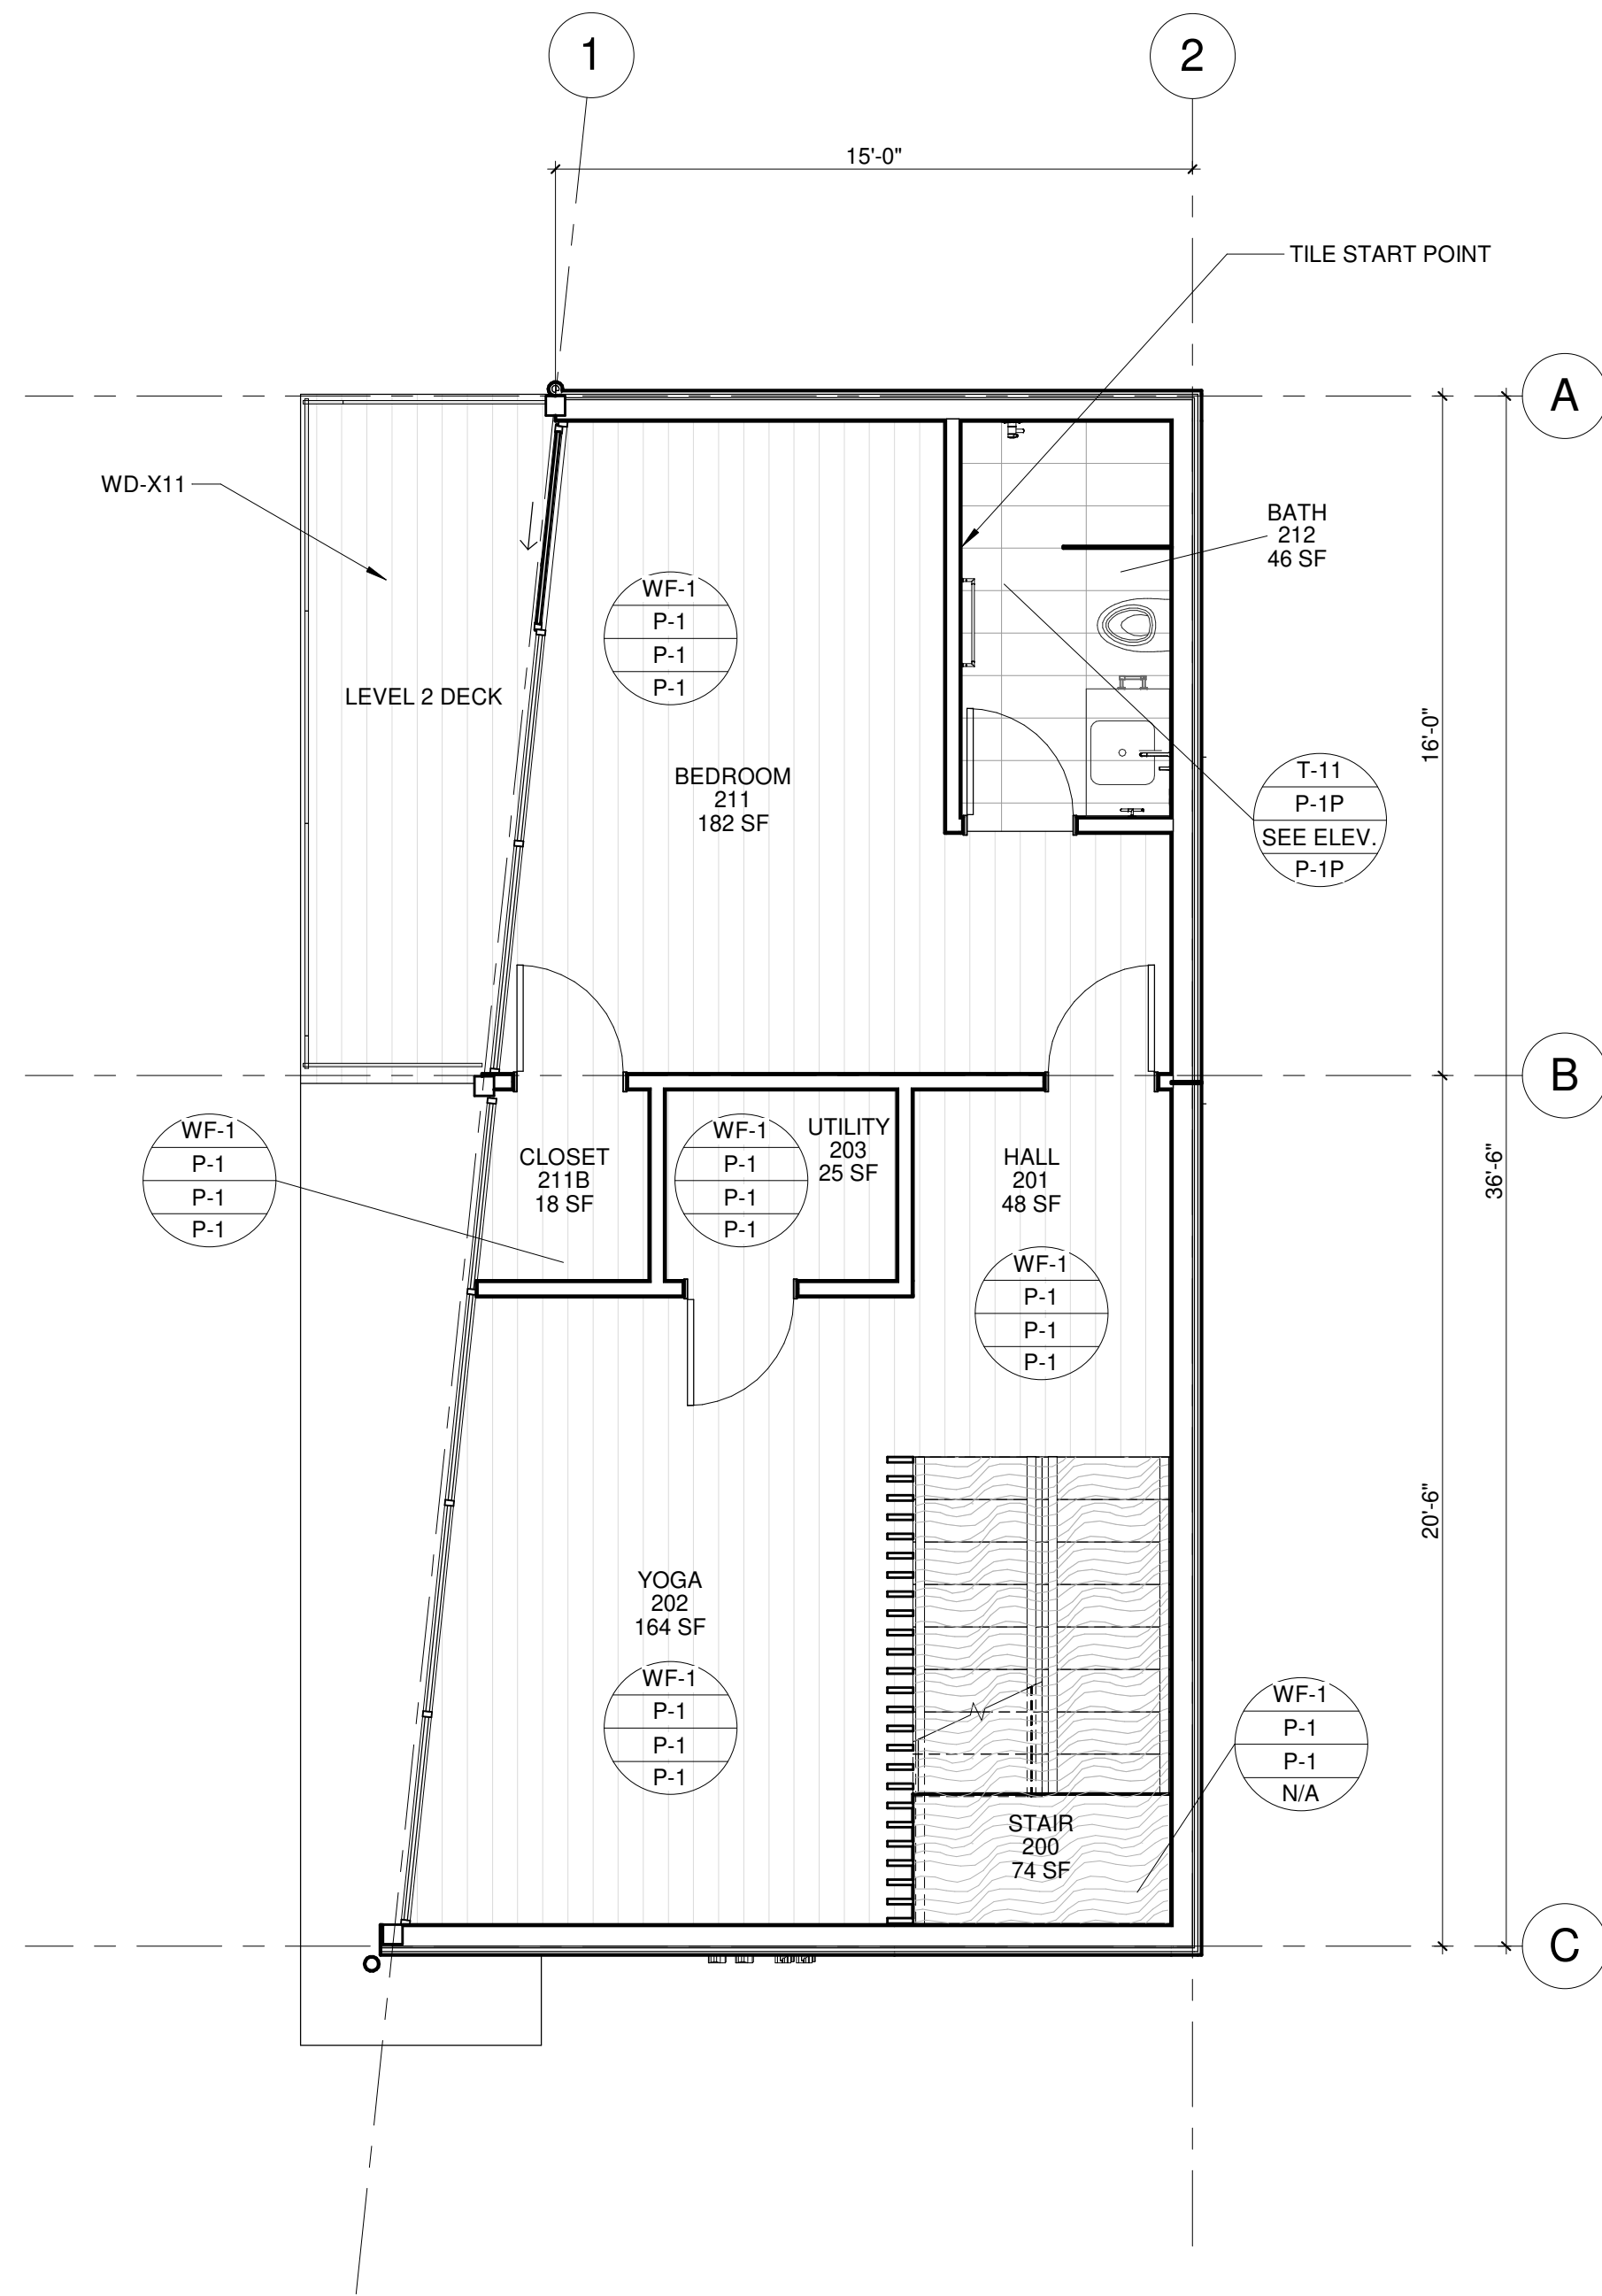 1
2
15'-0"
TILE START POINT
A
WD-X11
BATH
212
46 SF
WF-1
P-1
P-1
P-1
LEVEL 2 DECK
16'-0"
BEDROOM
211
182 SF
T-11
P-1P
SEE ELEV.
P-1P
B
WF-1
P-1
P-1
P-1
CLOSET
211B
18 SF
WF-1
P-1
P-1
P-1
UTILITY
203
25 SF
HALL
201
48 SF
36'-6"
WF-1
P-1
P-1
P-1
20'-6"
YOGA
202
164 SF
WF-1
P-1
P-1
P-1
WF-1
P-1
P-1
N/A
STAIR
200
74 SF
C